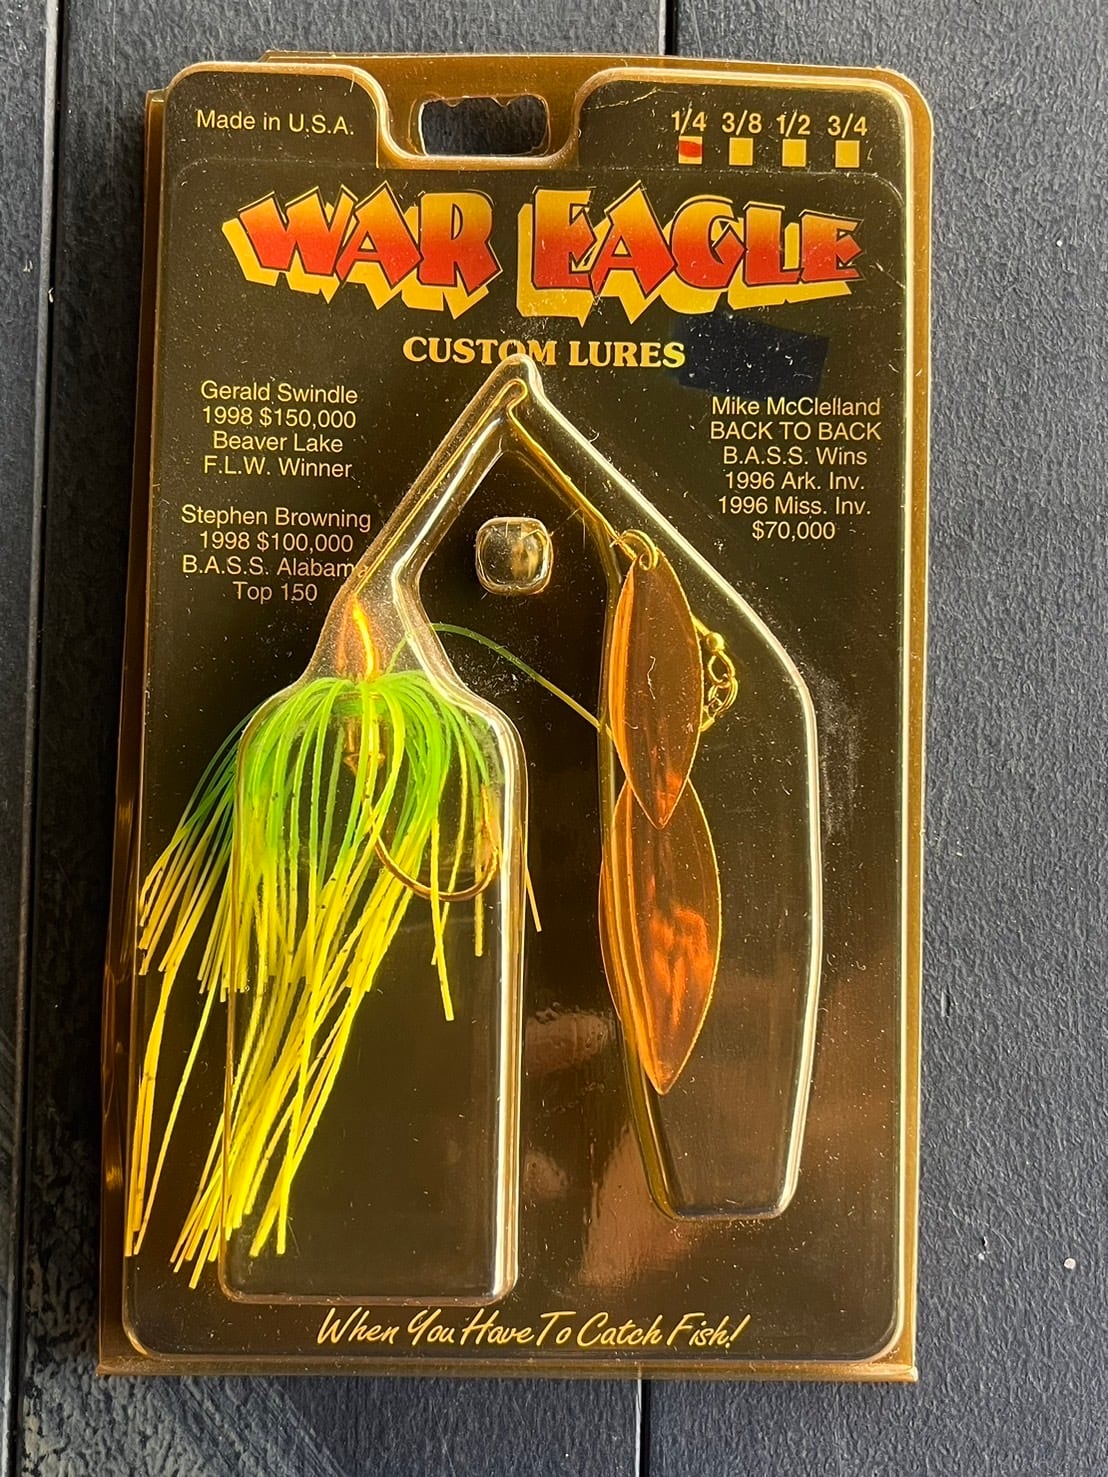 Made in U.S.A.
1/4 3/8 1/2 3/4
WAR EAGLE
CUSTOM LURES
Gerald Swindle
1998 $150,000
Beaver Lake
F.L.W. Winner
Stephen Browning
1998 $100,000
B.A.S.S. Alabama
Top 150
Mike McClelland
BACK TO BACK
B.A.S.S. Wins
1996 Ark. Inv.
1996 Miss. Inv.
$70,000
When You Have To Catch Fish!